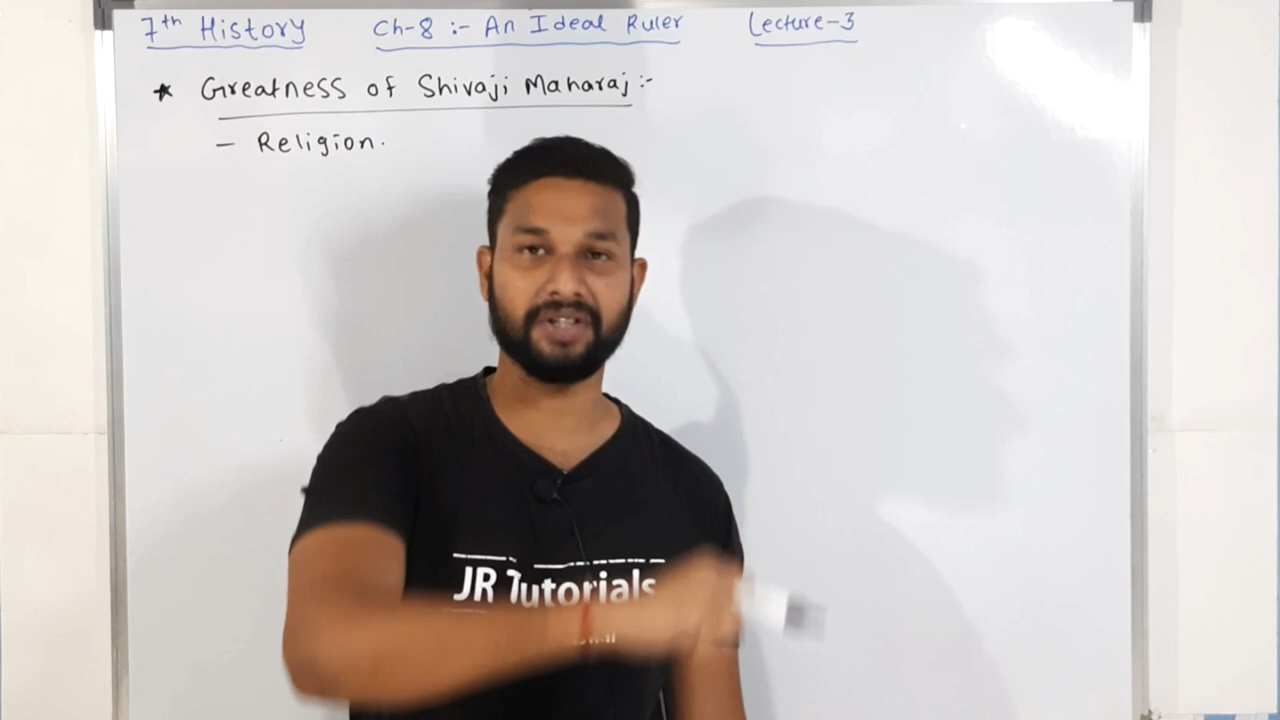 7th History Ch-8 :- An Ideal Ruler Lecture-3
* Greatness of Shivaji Maharaj :-
- Religion.
JR Tutorials